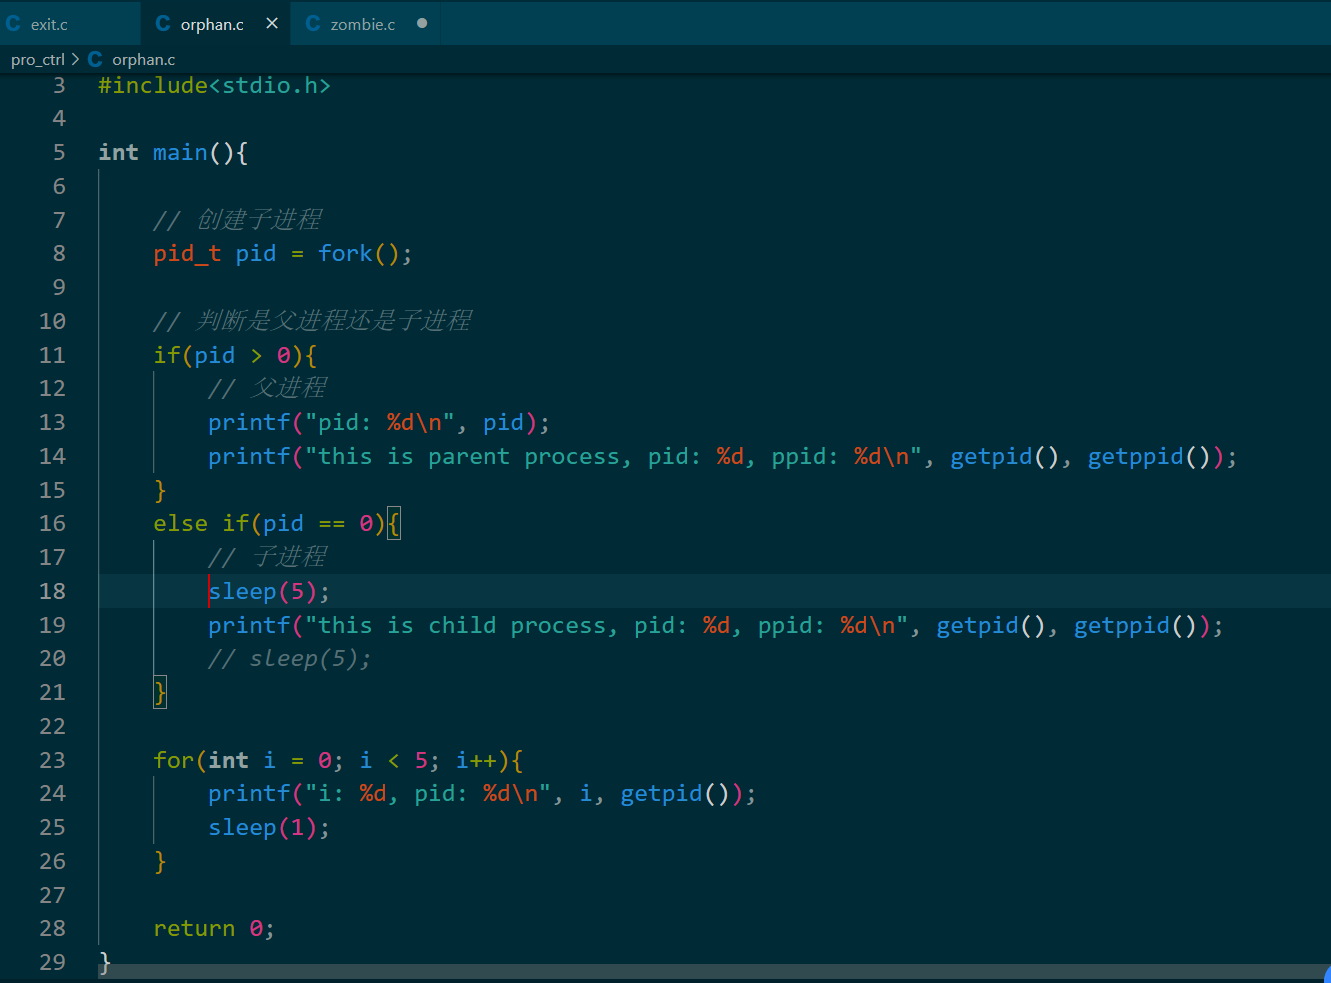 exit.c orphan.c zombie.c
pro_ctrl > orphan.c
3 #include<stdio.h>
4
5 int main(){
6
7     // 创建子进程
8     pid_t pid = fork();
9
10     // 判断是父进程还是子进程
11     if(pid > 0){
12         // 父进程
13         printf("pid: %d\n", pid);
14         printf("this is parent process, pid: %d, ppid: %d\n", getpid(), getppid());
15     }
16     else if(pid == 0){
17         // 子进程
18         sleep(5);
19         printf("this is child process, pid: %d, ppid: %d\n", getpid(), getppid());
20         // sleep(5);
21     }
22
23     for(int i = 0; i < 5; i++){
24         printf("i: %d, pid: %d\n", i, getpid());
25         sleep(1);
26     }
27
28     return 0;
29 }